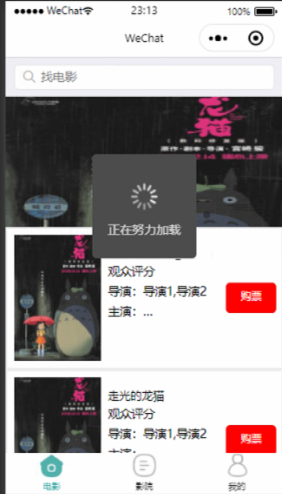 WeChat
23:13
100%
WeChat
找电影
龙猫
正在努力加载
观众评分
导演：导演1,导演2
主演：...
购票
走光的龙猫
观众评分
导演：导演1,导演2
购票
电影
影院
我的